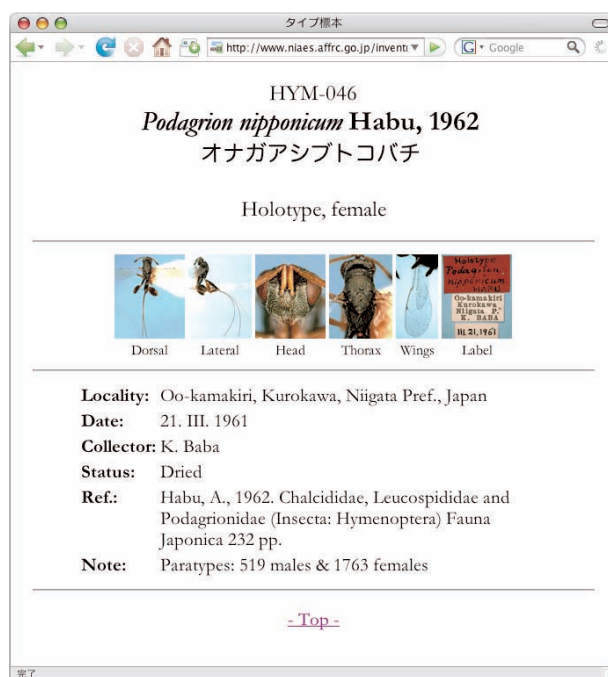 タイプ標本
http://www.niaes.affrc.go.jp/invent
Google
HYM-046
Podagrion nipponicum Habu, 1962
オナガアシブトコバチ
Holotype, female
Holotype
Podagrion
nipponicum
HABU
Oo-kamakiri
Kurokawa
Niigata P.
K. BABA
III, 21, 1961
Dorsal Lateral Head Thorax Wings Label
Locality: Oo-kamakiri, Kurokawa, Niigata Pref., Japan
Date: 21. III. 1961
Collector: K. Baba
Status: Dried
Ref.: Habu, A., 1962. Chalcididae, Leucospididae and
Podagrionidae (Insecta: Hymenoptera) Fauna
Japonica 232 pp.
Note: Paratypes: 519 males & 1763 females
- Top -
完了